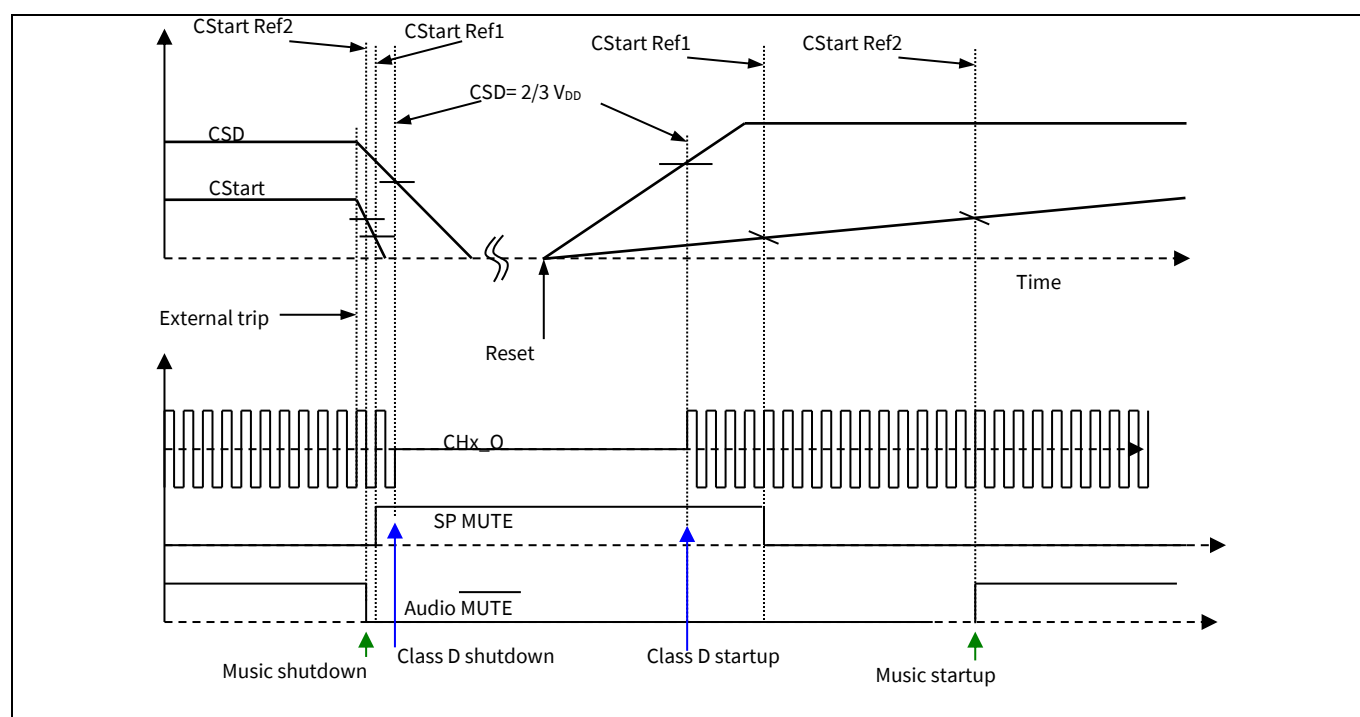 CStart Ref2
CStart Ref1
CStart Ref1
CStart Ref2
CSD= 2/3 VDD
CSD
CStart
Time
External trip
Reset
CHx_O
SP MUTE
Audio MUTE
Music shutdown
Class D shutdown
Class D startup
Music startup